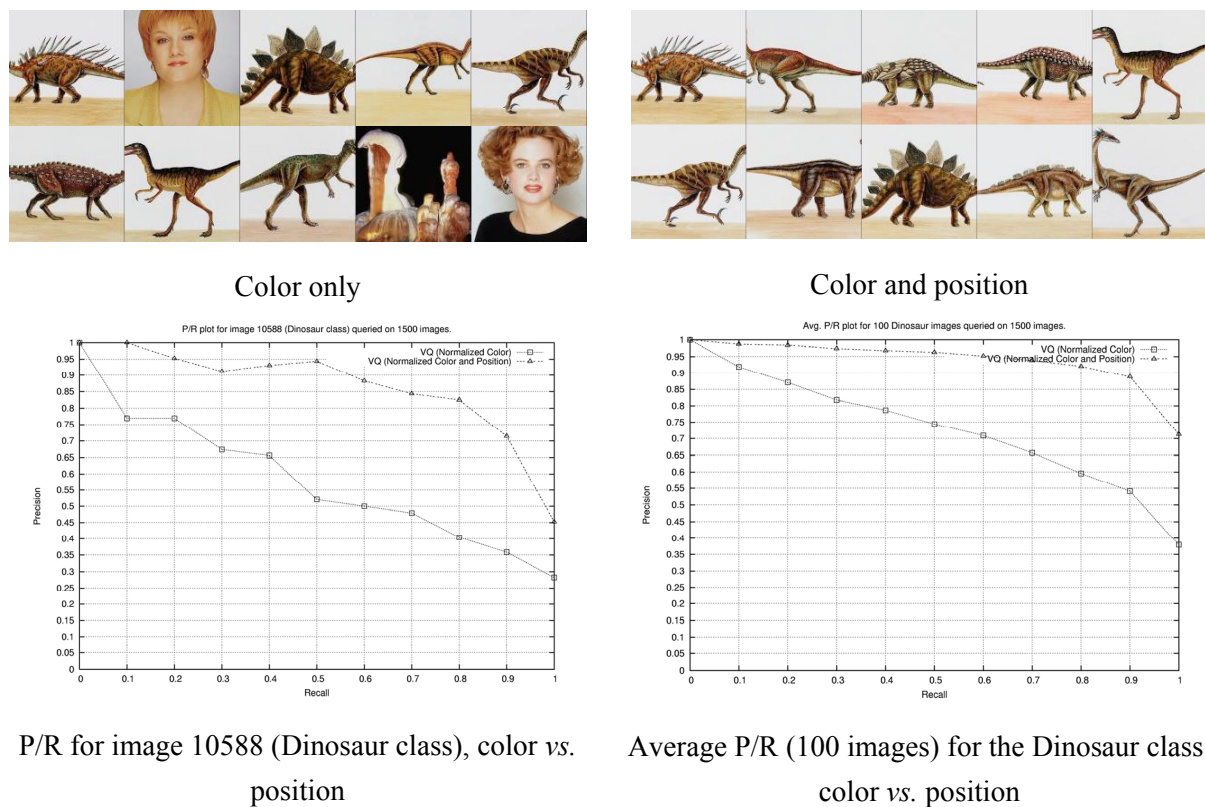 Color only
Color and position
P/R plot for image 10588 (Dinosaur class) queried on 1500 images.
VQ (Normalized Color)
VQ (Normalized Color and Position)
1
0.95
0.9
0.85
0.8
0.75
0.7
0.65
0.6
0.55
0.5
0.45
0.4
0.35
0.3
0.25
0.2
0.15
0.1
0.05
0
Precision
0 0.1 0.2 0.3 0.4 0.5 0.6 0.7 0.8 0.9 1
Recall
Avg. P/R plot for 100 Dinosaur images queried on 1500 images.
VQ (Normalized Color)
VQ (Normalized Color and Position)
1
0.95
0.9
0.85
0.8
0.75
0.7
0.65
0.6
0.55
0.5
0.45
0.4
0.35
0.3
0.25
0.2
0.15
0.1
0.05
0
Precision
0 0.1 0.2 0.3 0.4 0.5 0.6 0.7 0.8 0.9 1
Recall
P/R for image 10588 (Dinosaur class), color vs.
position
Average P/R (100 images) for the Dinosaur class
color vs. position